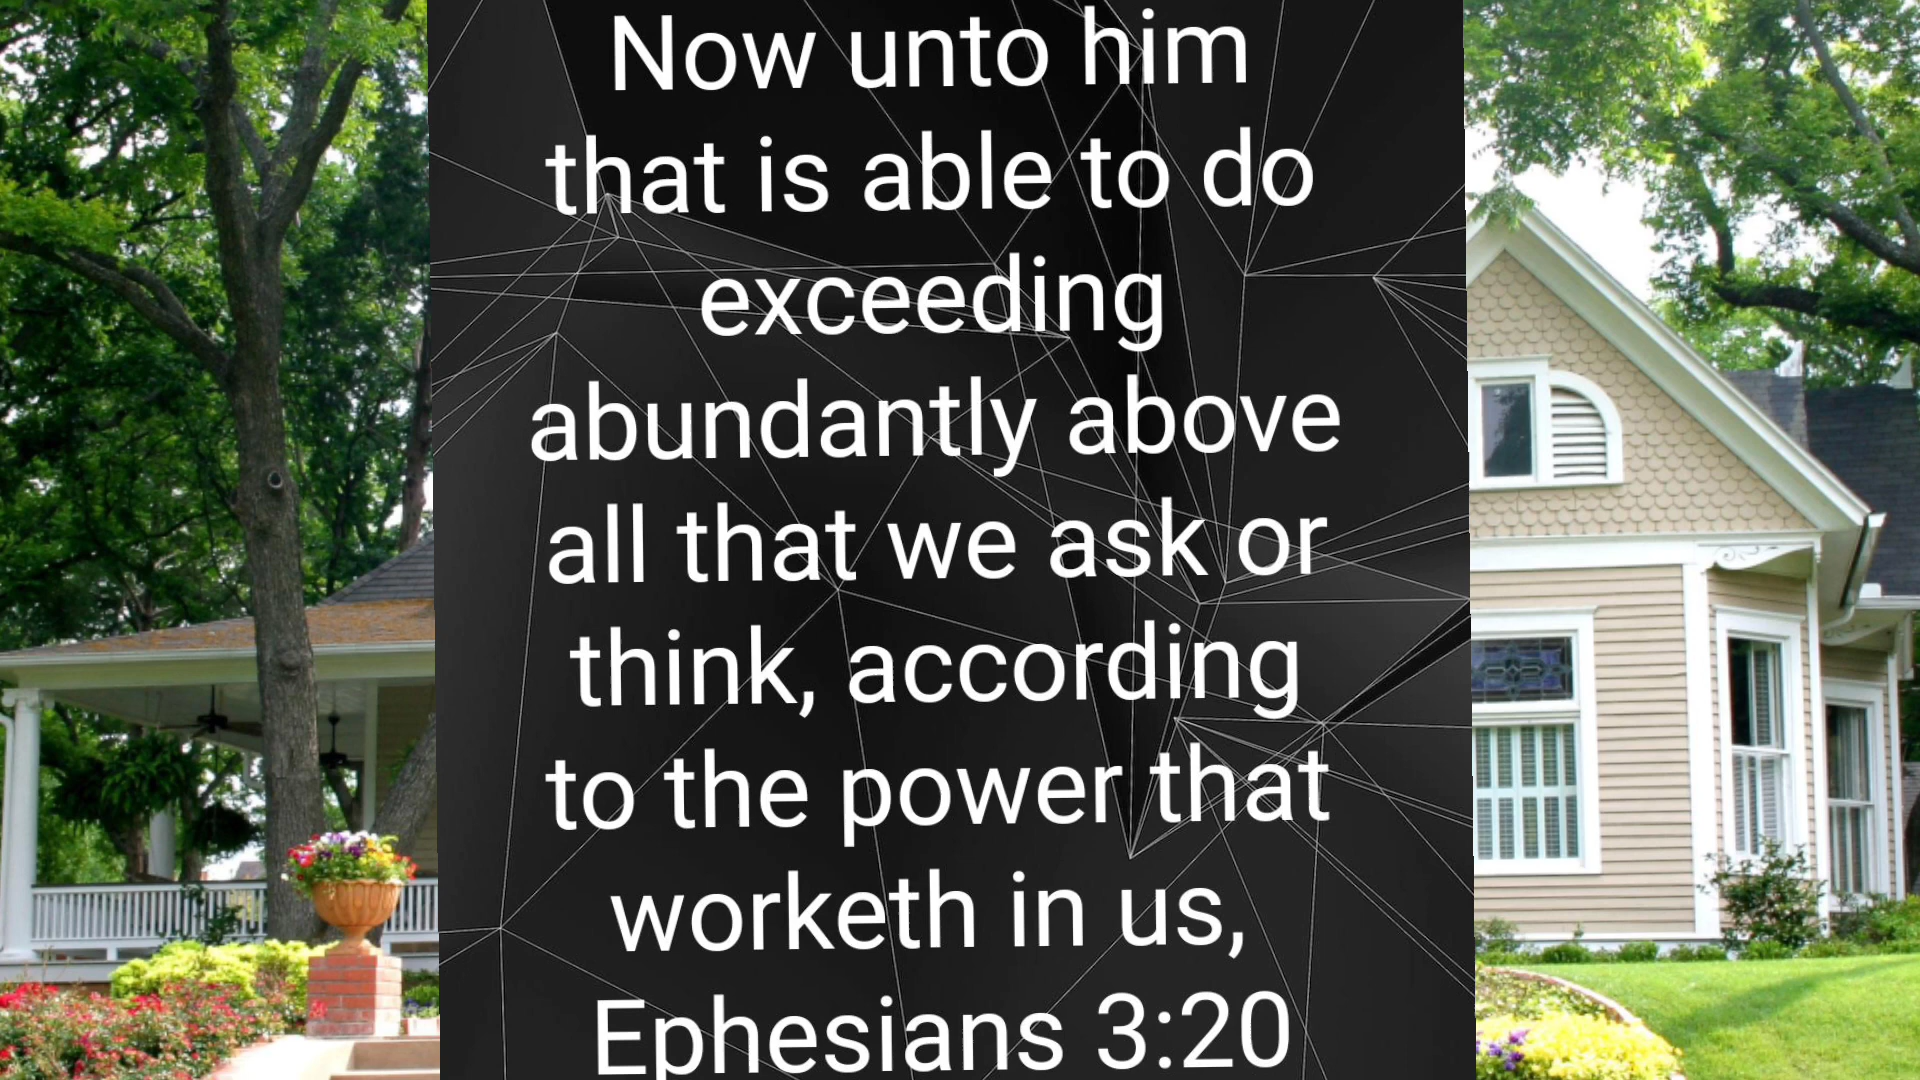 Now unto him
that is able to do
exceeding
abundantly above
all that we ask or
think, according
to the power that
worketh in us,
Ephesians 3:20